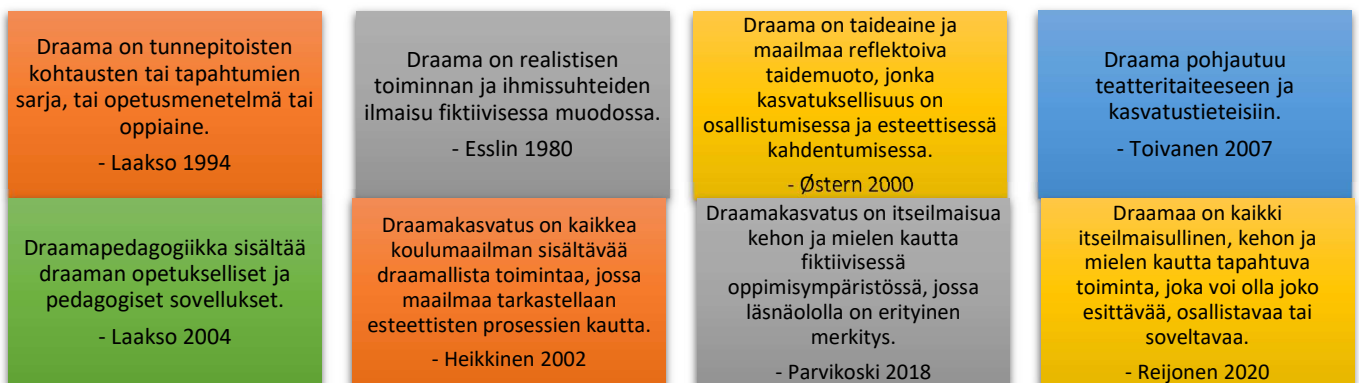 Draama on tunnepitoisten
kohtausten tai tapahtumien
sarja, tai opetusmenetelmä tai
oppiaine.
- Laakso 1994
Draama on realistisen
toiminnan ja ihmissuhteiden
ilmaisu fiktiivisessa muodossa.
- Esslin 1980
Draama on taideaine ja
maailmaa reflektoiva
taidemuoto, jonka
kasvatuksellisuus on
osallistumisessa ja esteettisessä
kahdentumisessa.
- Østern 2000
Draama pohjautuu
teatteritaiteeseen ja
kasvatustieteisiin.
- Toivanen 2007
Draamapedagogiikka sisältää
draaman opetukselliset ja
pedagogiset sovellukset.
- Laakso 2004
Draamakasvatus on kaikkea
koulumaailman sisältävää
draamallista toimintaa, jossa
maailmaa tarkastellaan
esteettisten prosessien kautta.
- Heikkinen 2002
Draamakasvatus on itseilmaisua
kehon ja mielen kautta
fiktiivisessä
oppimisympäristössä, jossa
läsnäololla on erityinen
merkitys.
- Parvikoski 2018
Draamaa on kaikki
itseilmaisullinen, kehon ja
mielen kautta tapahtuva
toiminta, joka voi olla joko
esittävää, osallistavaa tai
soveltavaa.
- Reijonen 2020